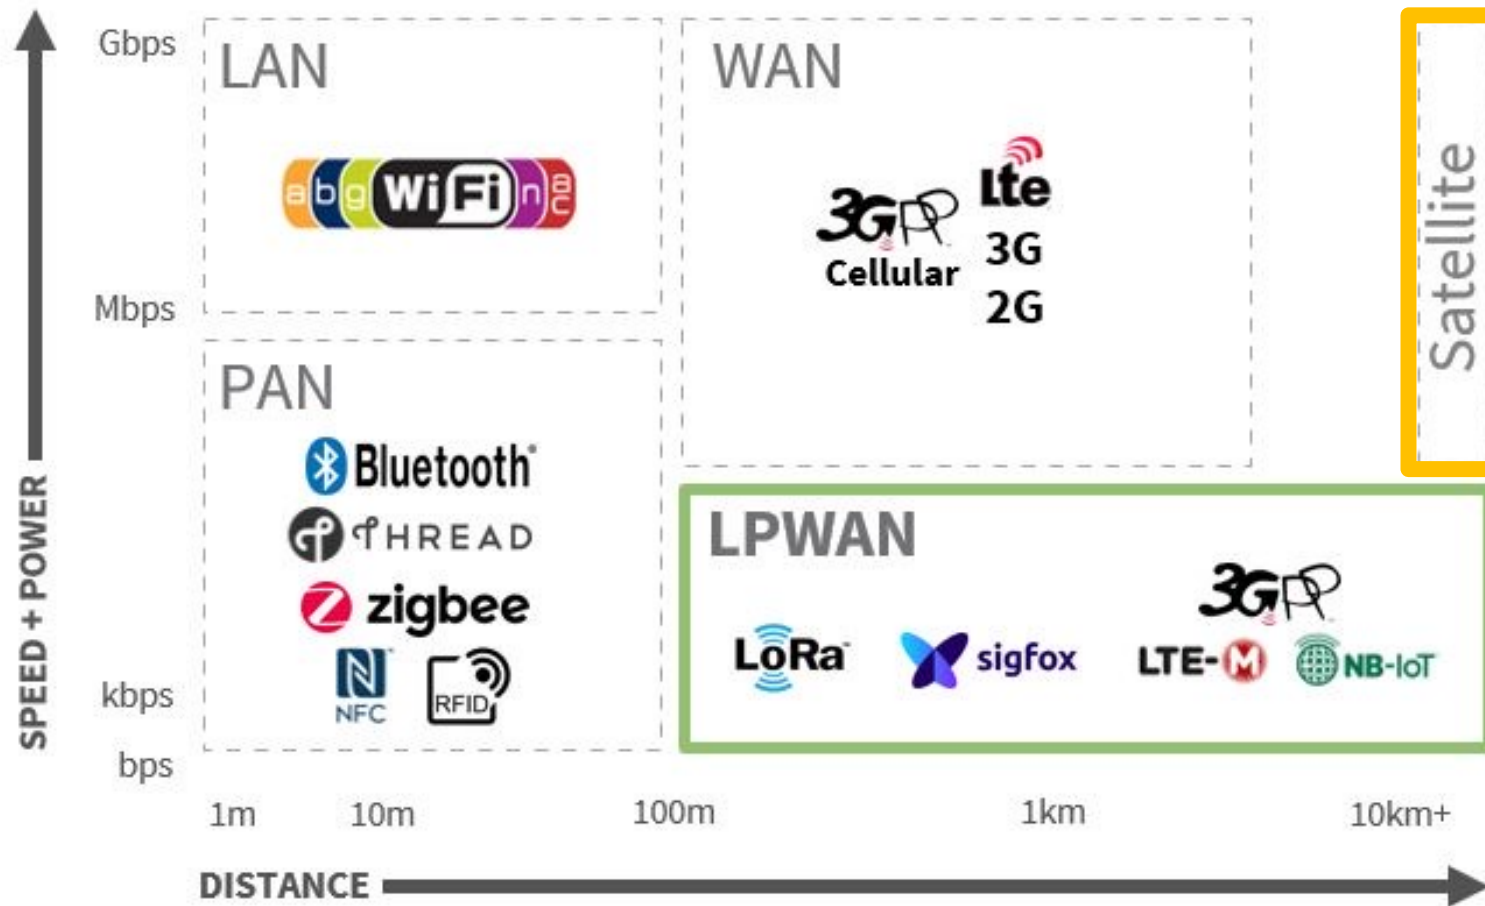 Gbps
LAN
WAN
Satellite
a b g WiFi n ac
Lte
3GPP
Cellular
3G
2G
Mbps
PAN
Bluetooth®
THREAD
zigbee
NFC
RFID
LPWAN
3GPP
LoRa™
sigfox
LTE-M
NB-IoT
SPEED + POWER
kbps
bps
1m 10m 100m 1km 10km+
DISTANCE